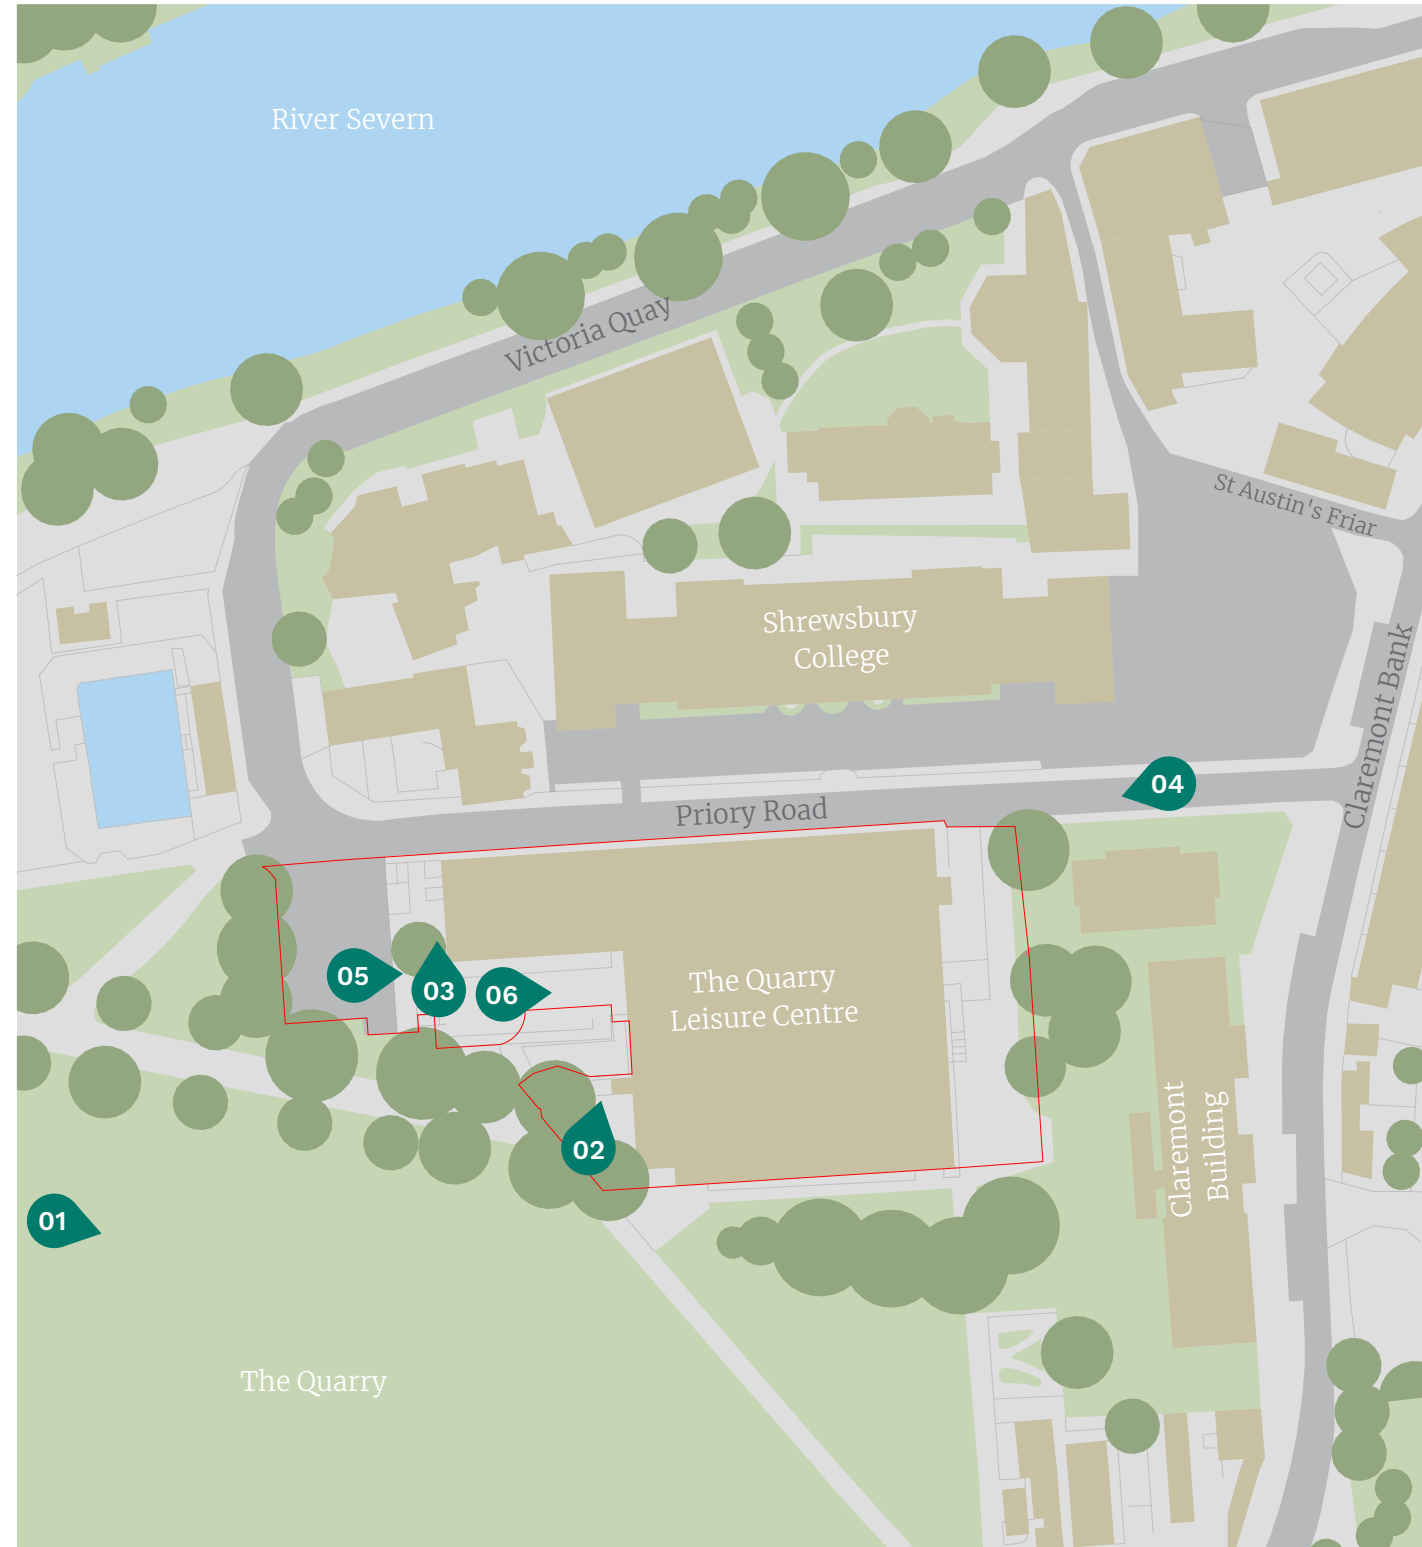 River Severn
Victoria Quay
St Austin's Friar
Shrewsbury
College
Claremont Bank
04
Priory Road
05
03
06
The Quarry
Leisure Centre
02
Claremont
Building
01
The Quarry